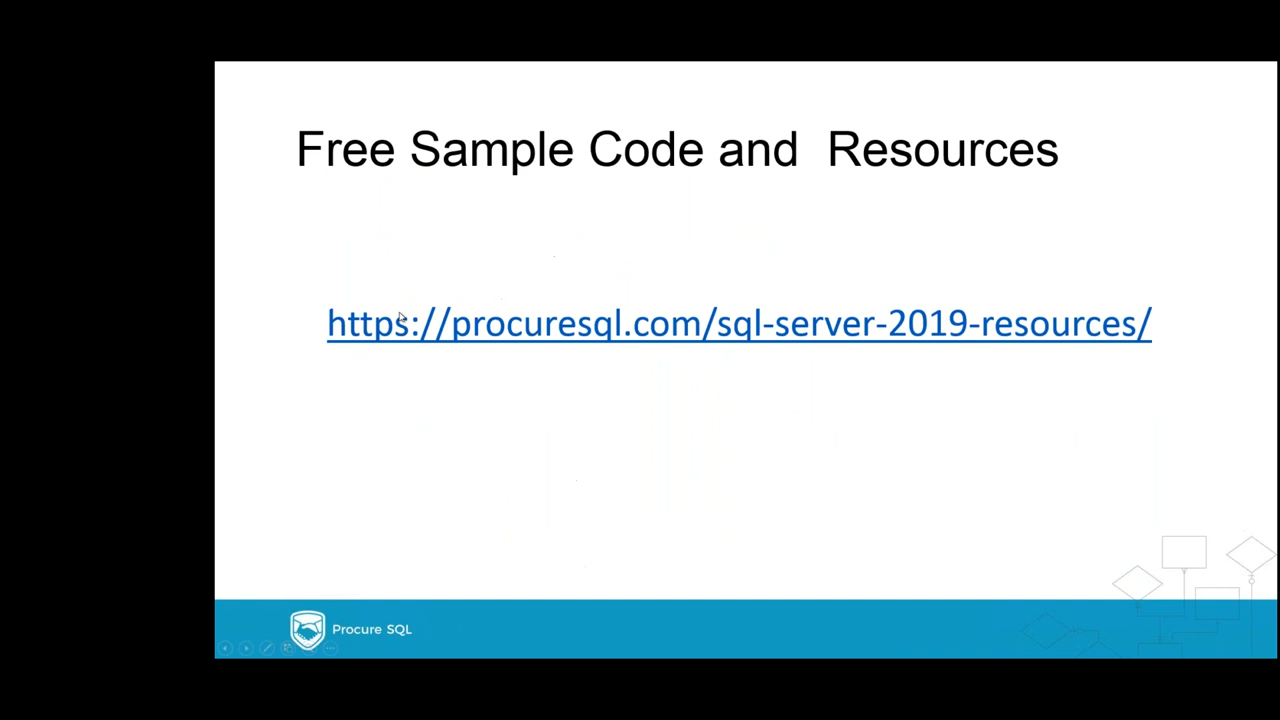 Free Sample Code and  Resources
https://procuresql.com/sql-server-2019-resources/
Procure SQL